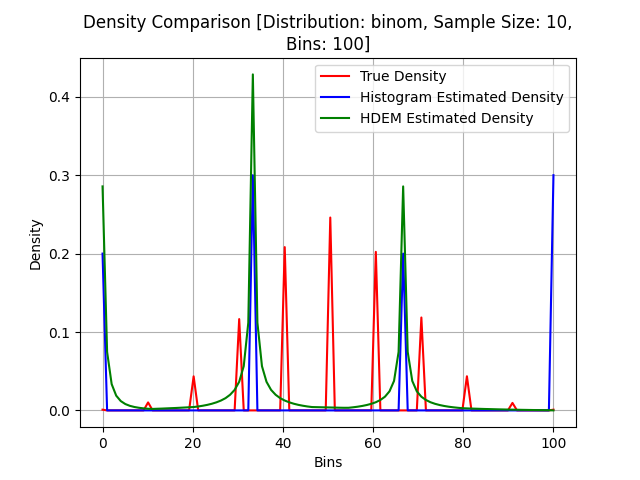 Density Comparison [Distribution: binom, Sample Size: 10,
Bins: 100]
True Density
Histogram Estimated Density
HDEM Estimated Density
Density
0.4
0.3
0.2
0.1
0.0
0 20 40 60 80 100
Bins